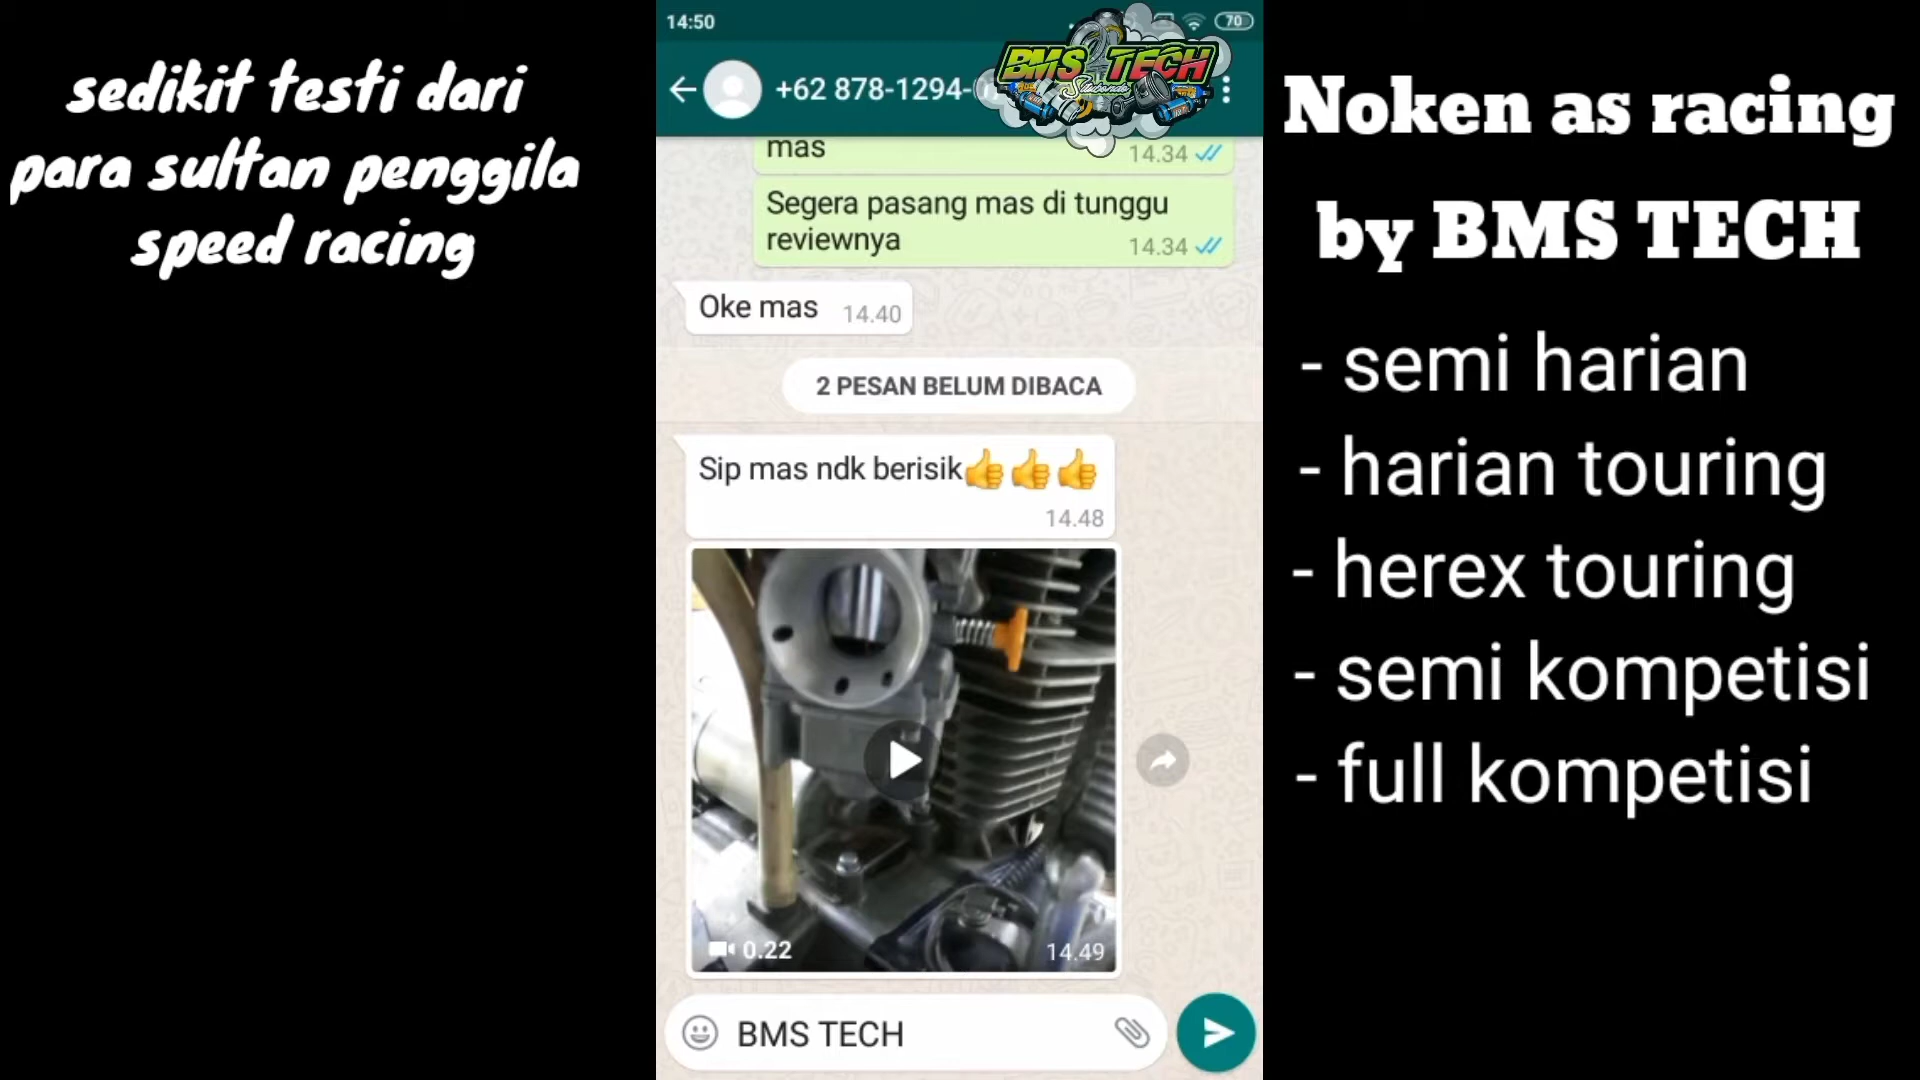 sedikit testi dari
para sultan penggila
speed racing
14:50
70
+62 878-1294-
BMS TECH
Situbondo
mas
14.34
Segera pasang mas di tunggu
reviewnya
14.34
Oke mas
14.40
2 PESAN BELUM DIBACA
Sip mas ndk berisik👍👍👍
14.48
0.22
14.49
BMS TECH
Noken as racing
by BMS TECH
- semi harian
- harian touring
- herex touring
- semi kompetisi
- full kompetisi